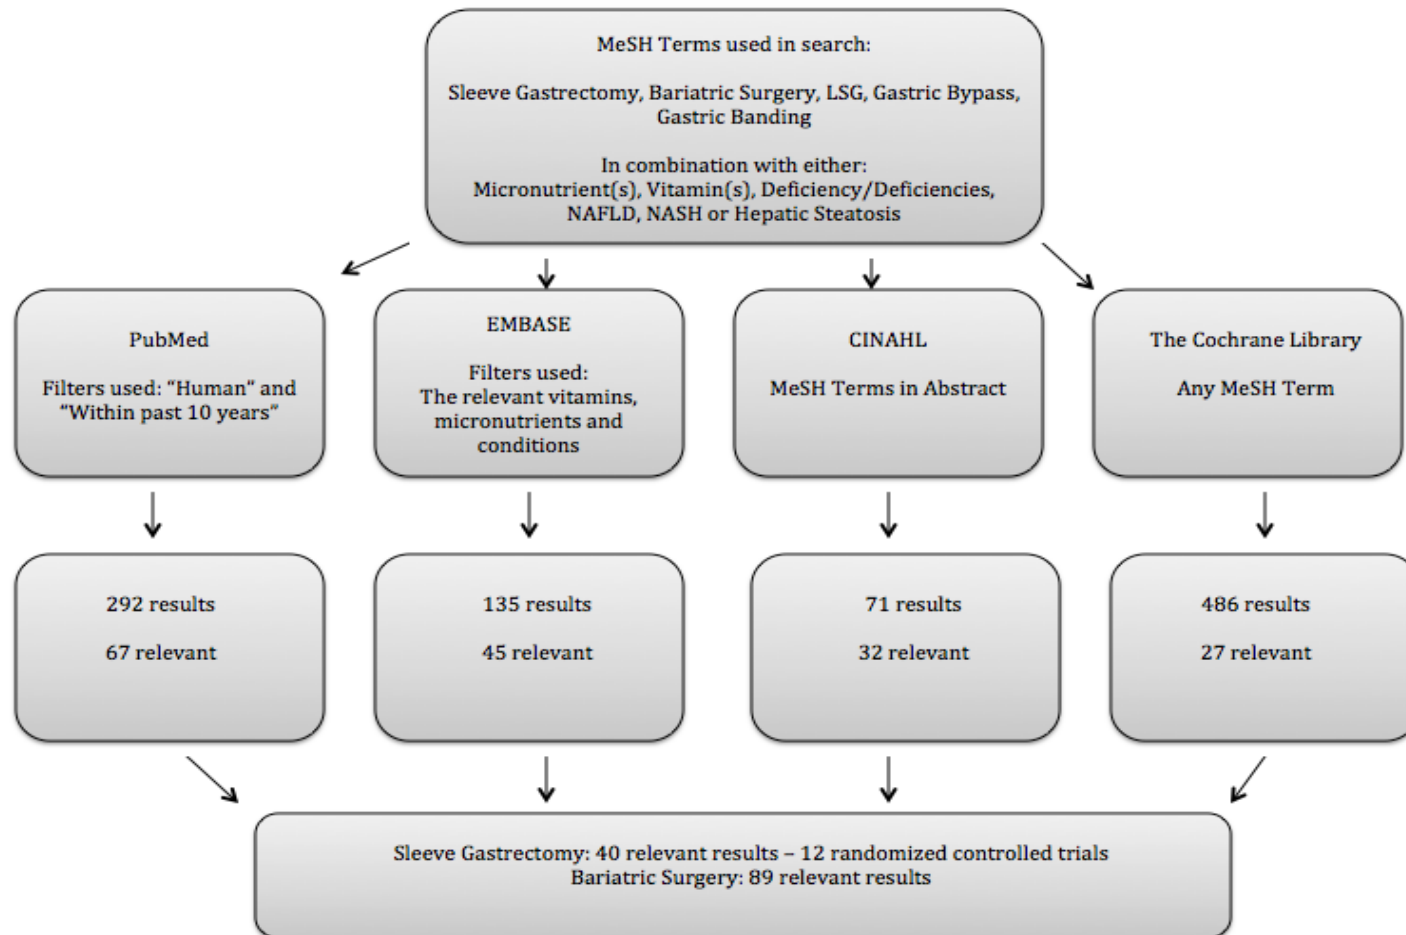 MeSH Terms used in search:
Sleeve Gastrectomy, Bariatric Surgery, LSG, Gastric Bypass,
Gastric Banding
In combination with either:
Micronutrient(s), Vitamin(s), Deficiency/Deficiencies,
NAFLD, NASH or Hepatic Steatosis
PubMed
Filters used: “Human” and
“Within past 10 years”
EMBASE
Filters used:
The relevant vitamins,
micronutrients and
conditions
CINAHL
MeSH Terms in Abstract
The Cochrane Library
Any MeSH Term
292 results
67 relevant
135 results
45 relevant
71 results
32 relevant
486 results
27 relevant
Sleeve Gastrectomy: 40 relevant results – 12 randomized controlled trials
Bariatric Surgery: 89 relevant results